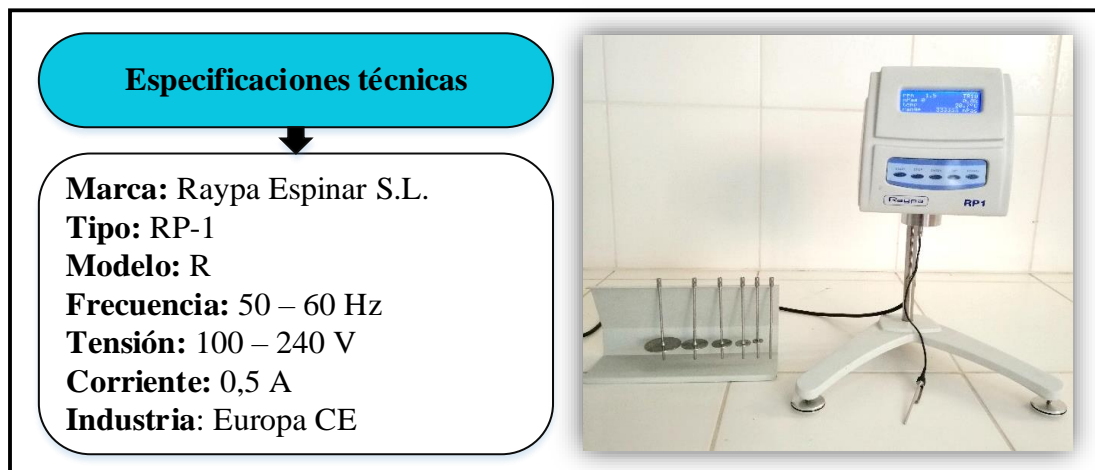 Especificaciones técnicas
Marca: Raypa Espinar S.L.
Tipo: RP-1
Modelo: R
Frecuencia: 50 – 60 Hz
Tensión: 100 – 240 V
Corriente: 0,5 A
Industria: Europa CE
Raypa RP1